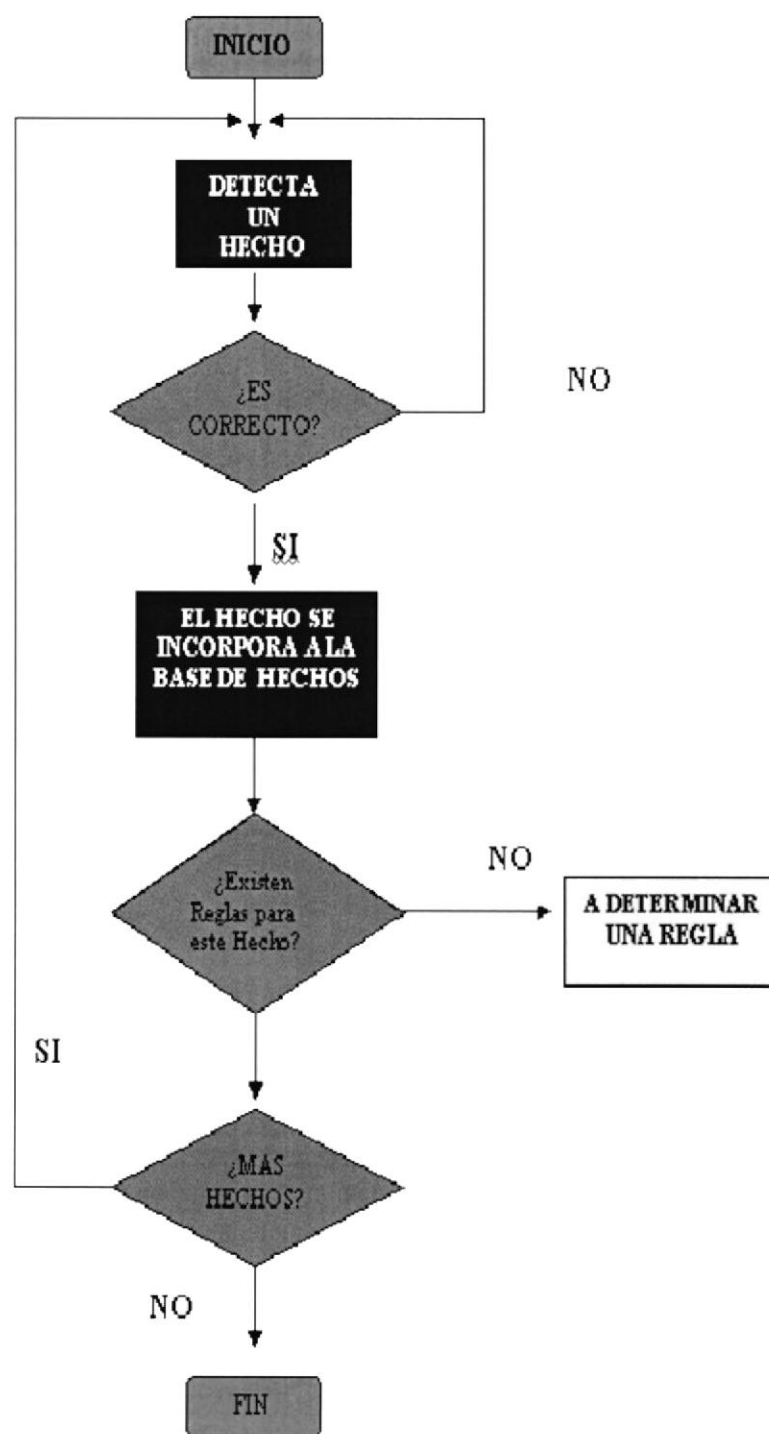 INICIO
DETECTA
UN
HECHO
¿ES
CORRECTO?
NO
SI
EL HECHO SE
INCORPORA A LA
BASE DE HECHOS
¿Existen
Reglas para
este Hecho?
NO
A DETERMINAR
UNA REGLA
SI
¿MAS
HECHOS?
NO
FIN